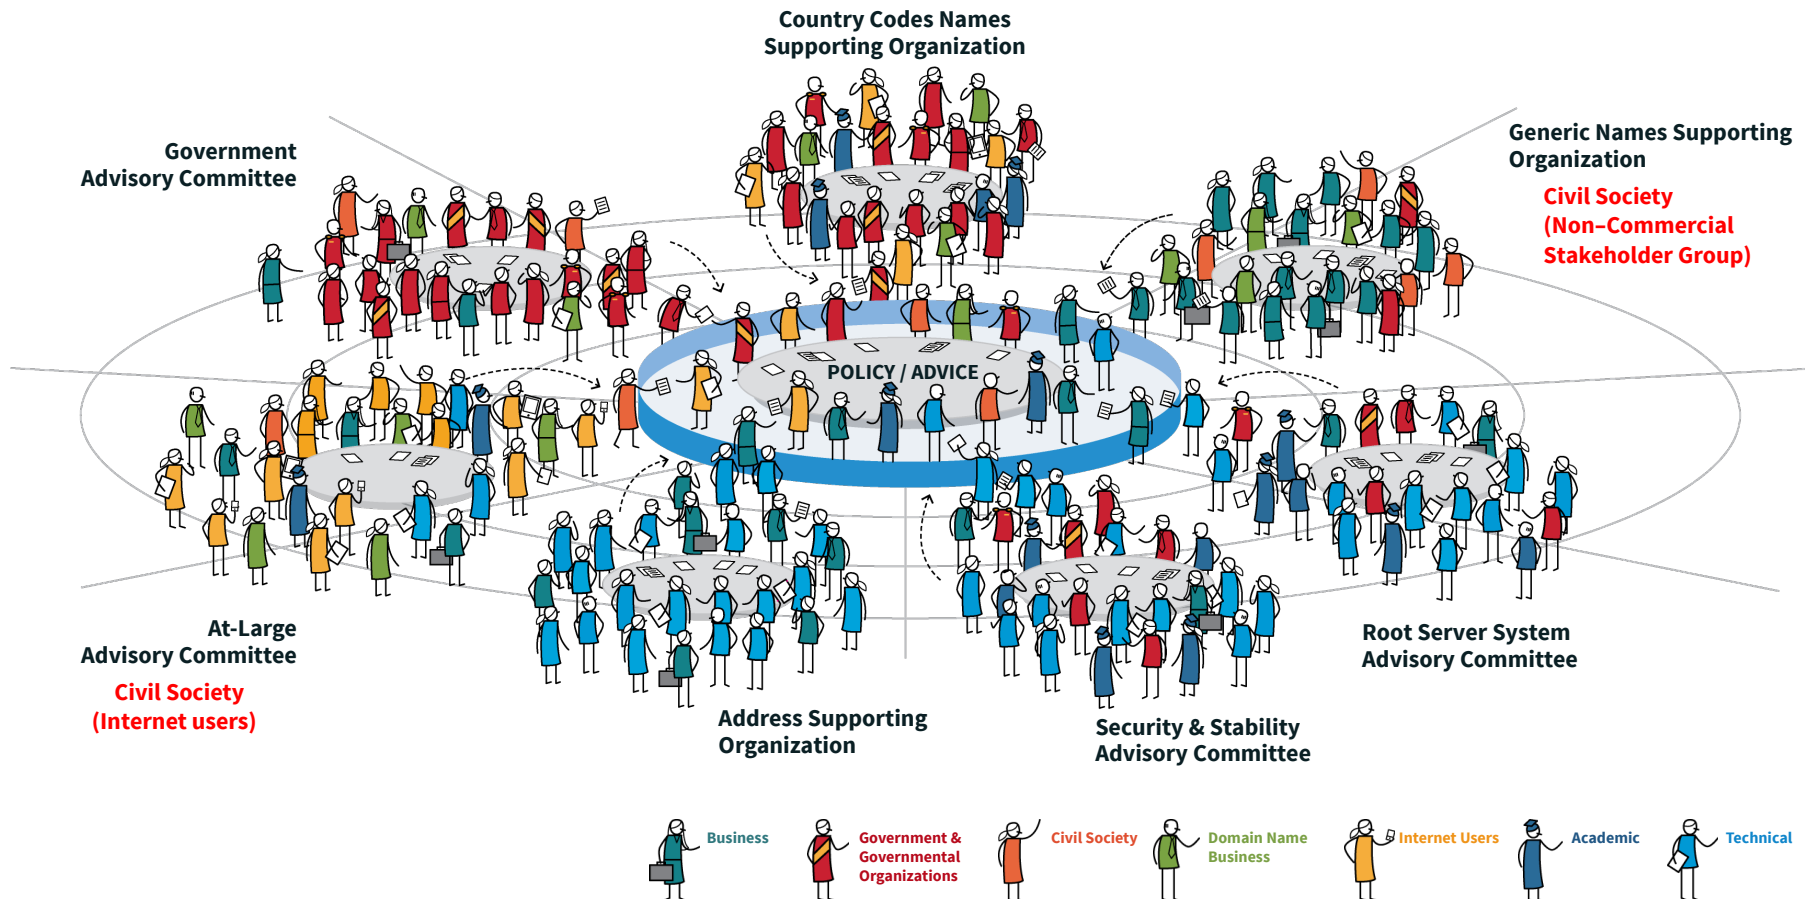 Country Codes Names
Supporting Organization
Government
Advisory Committee
Generic Names Supporting
Organization
Civil Society
(Non–Commercial
Stakeholder Group)
POLICY / ADVICE
At-Large
Advisory Committee
Civil Society
(Internet users)
Root Server System
Advisory Committee
Address Supporting
Organization
Security & Stability
Advisory Committee
Business
Government &
Governmental
Organizations
Civil Society
Domain Name
Business
Internet Users
Academic
Technical